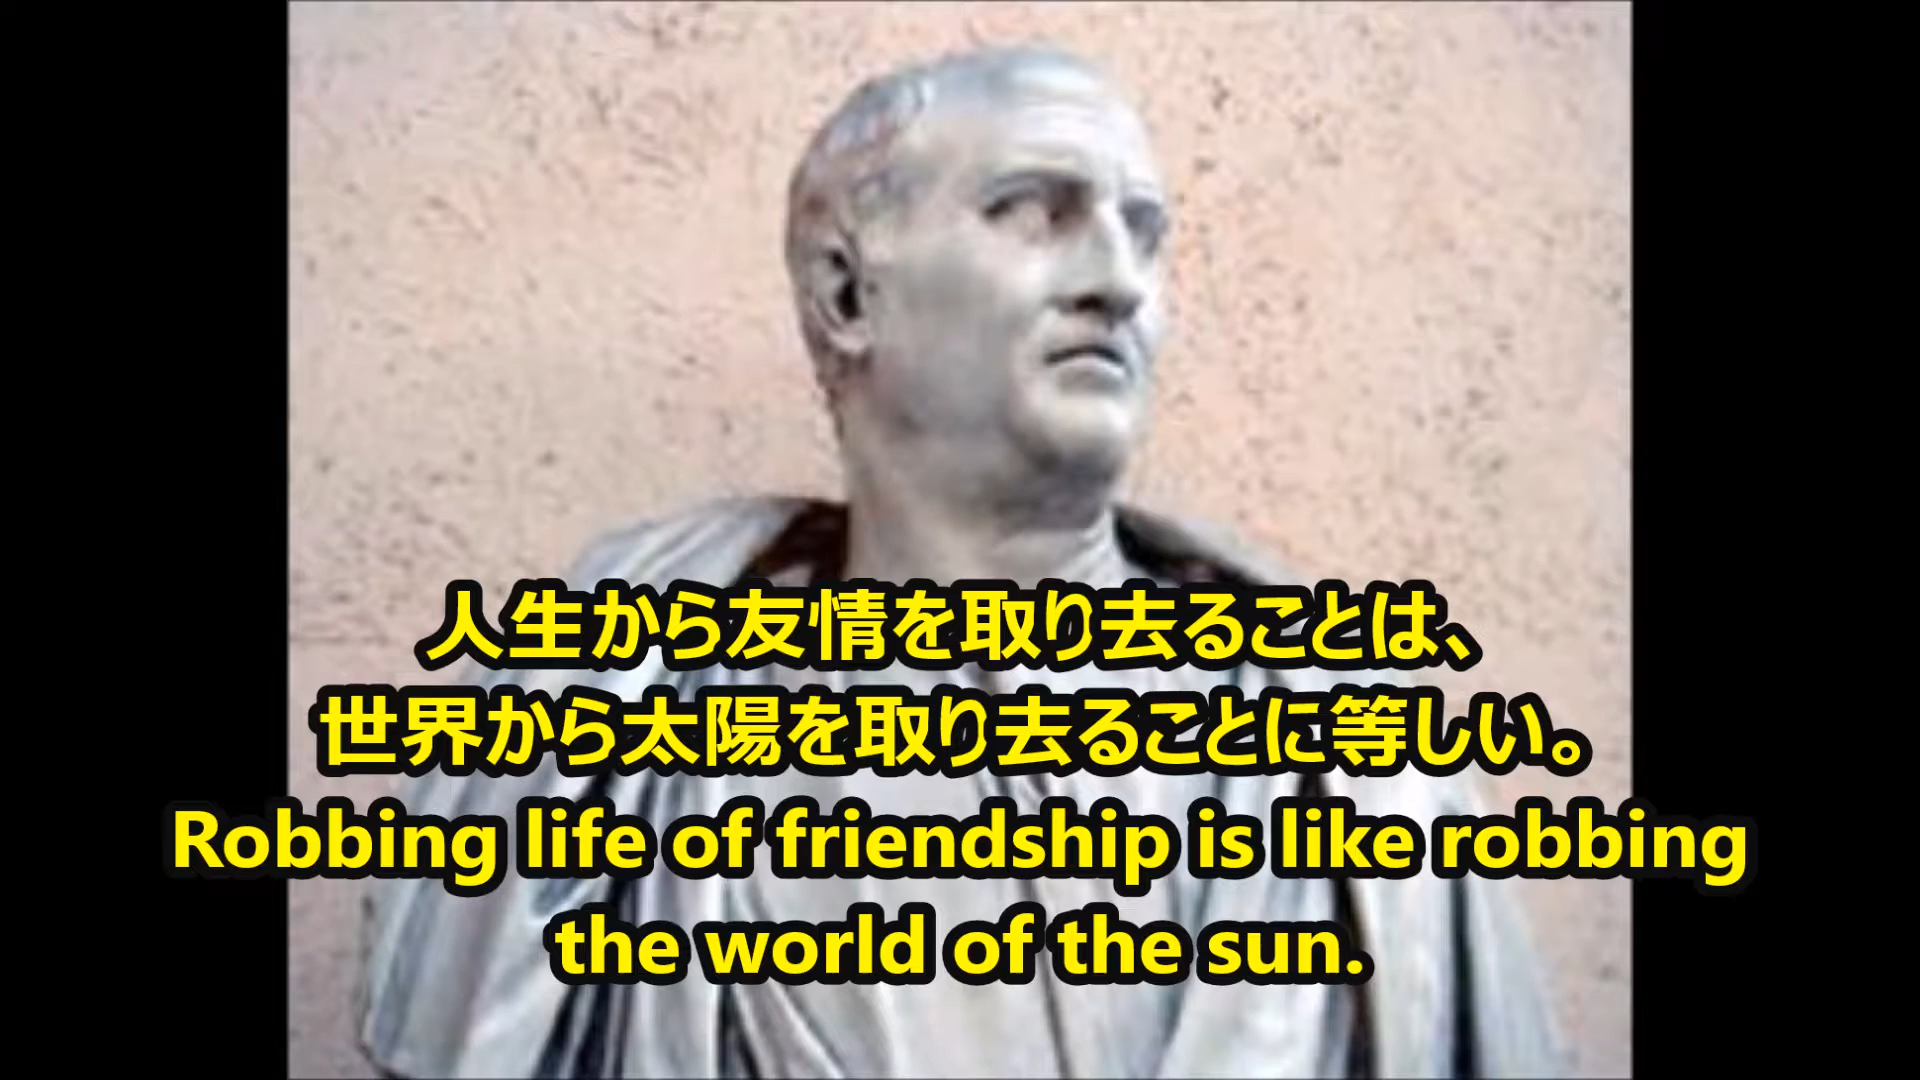 人生から友情を取り去ることは、
世界から太陽を取り去ることに等しい。
Robbing life of friendship is like robbing
the world of the sun.